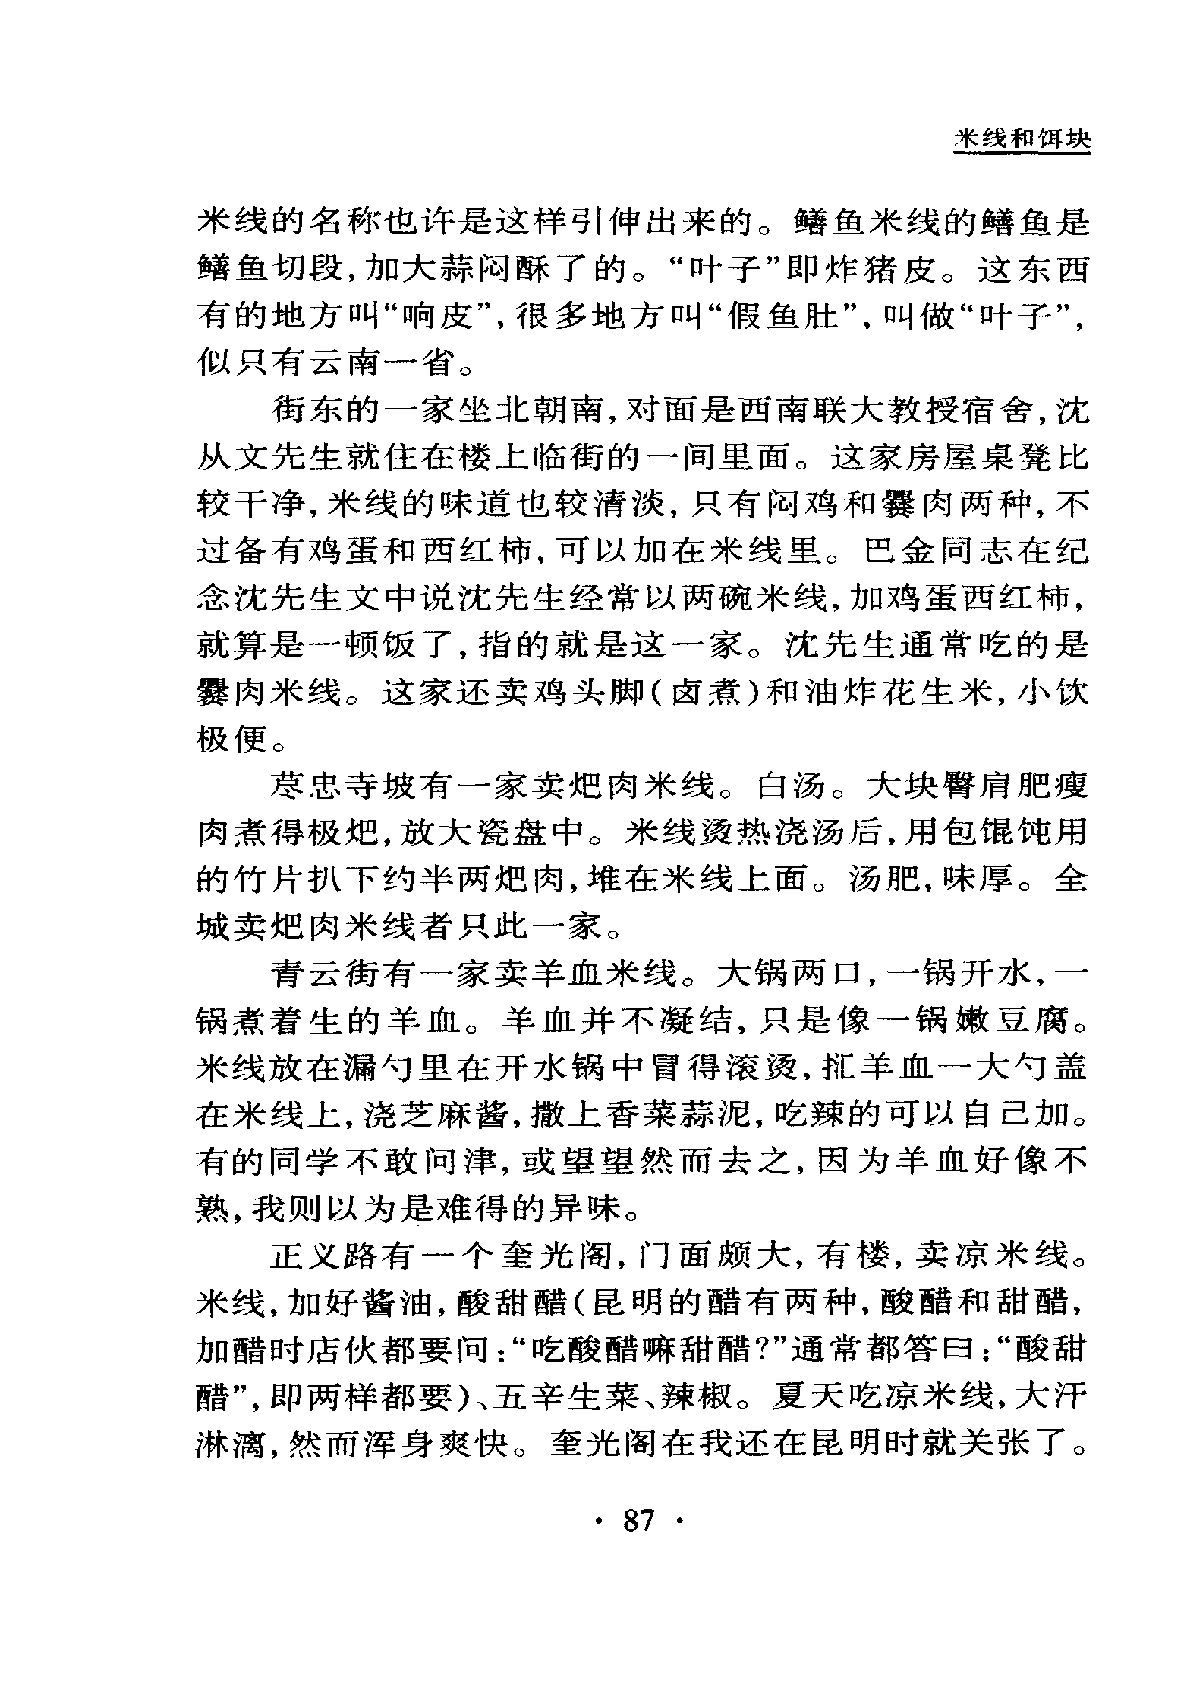 米线和饵块
米线的名称也许是这样引伸出来的。鳝鱼米线的鳝鱼是
鳝鱼切段,加大蒜闷酥了的。“叶子”即炸猪皮。这东西
有的地方叫“响皮”,很多地方叫“假鱼肚”,叫做“叶子”,
似只有云南一省。
街东的一家坐北朝南,对面是西南联大教授宿舍,沈
从文先生就住在楼上临街的一间里面。这家房屋桌凳比
较干净,米线的味道也较清淡,只有闷鸡和爨肉两种,不
过备有鸡蛋和西红柿,可以加在米线里。巴金同志在纪
念沈先生文中说沈先生经常以两碗米线,加鸡蛋西红柿,
就算是一顿饭了,指的就是这一家。沈先生通常吃的是
爨肉米线。这家还卖鸡头脚(卤煮)和油炸花生米,小饮
极便。
荩忠寺坡有一家卖𤆵肉米线。白汤。大块臀肩肥瘦
肉煮得极𤆵,放大瓷盘中。米线烫热浇汤后,用包馄饨用
的竹片扒下约半两𤆵肉,堆在米线上面。汤肥,味厚。全
城卖𤆵肉米线者只此一家。
青云街有一家卖羊血米线。大锅两口,一锅开水,一
锅煮着生的羊血。羊血并不凝结,只是像一锅嫩豆腐。
米线放在漏勺里在开水锅中冒得滚烫,㧟羊血一大勺盖
在米线上,浇芝麻酱,撒上香菜蒜泥,吃辣的可以自己加。
有的同学不敢问津,或望望然而去之,因为羊血好像不
熟,我则以为是难得的异味。
正义路有一个奎光阁,门面颇大,有楼,卖凉米线。
米线,加好酱油,酸甜醋(昆明的醋有两种,酸醋和甜醋,
加醋时店伙都要问:“吃酸醋嘛甜醋?”通常都答曰:“酸甜
醋”,即两样都要)、五辛生菜、辣椒。夏天吃凉米线,大汗
淋漓,然而浑身爽快。奎光阁在我还在昆明时就关张了。
· 87 ·